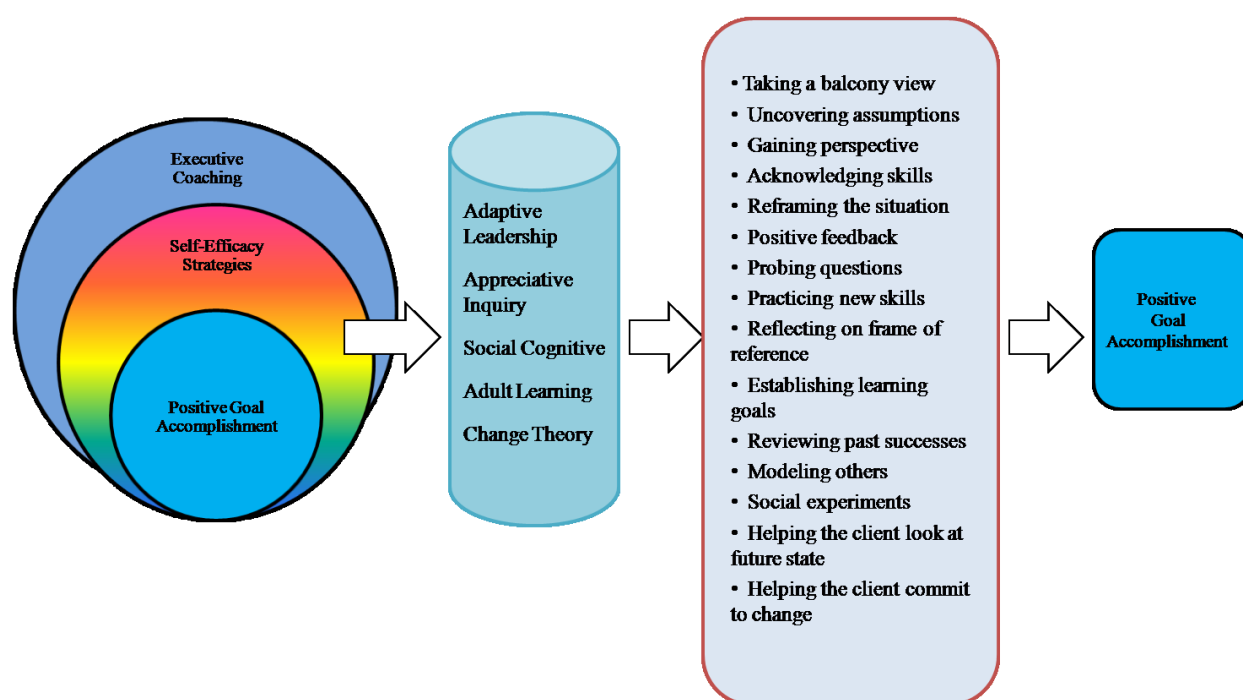 Executive
Coaching
Self-Efficacy
Strategies
Positive Goal
Accomplishment
Adaptive
Leadership
Appreciative
Inquiry
Social Cognitive
Adult Learning
Change Theory
• Taking a balcony view
• Uncovering assumptions
• Gaining perspective
• Acknowledging skills
• Reframing the situation
• Positive feedback
• Probing questions
• Practicing new skills
• Reflecting on frame of
reference
• Establishing learning
goals
• Reviewing past successes
• Modeling others
• Social experiments
• Helping the client look at
future state
• Helping the client commit
to change
Positive
Goal
Accomplishment